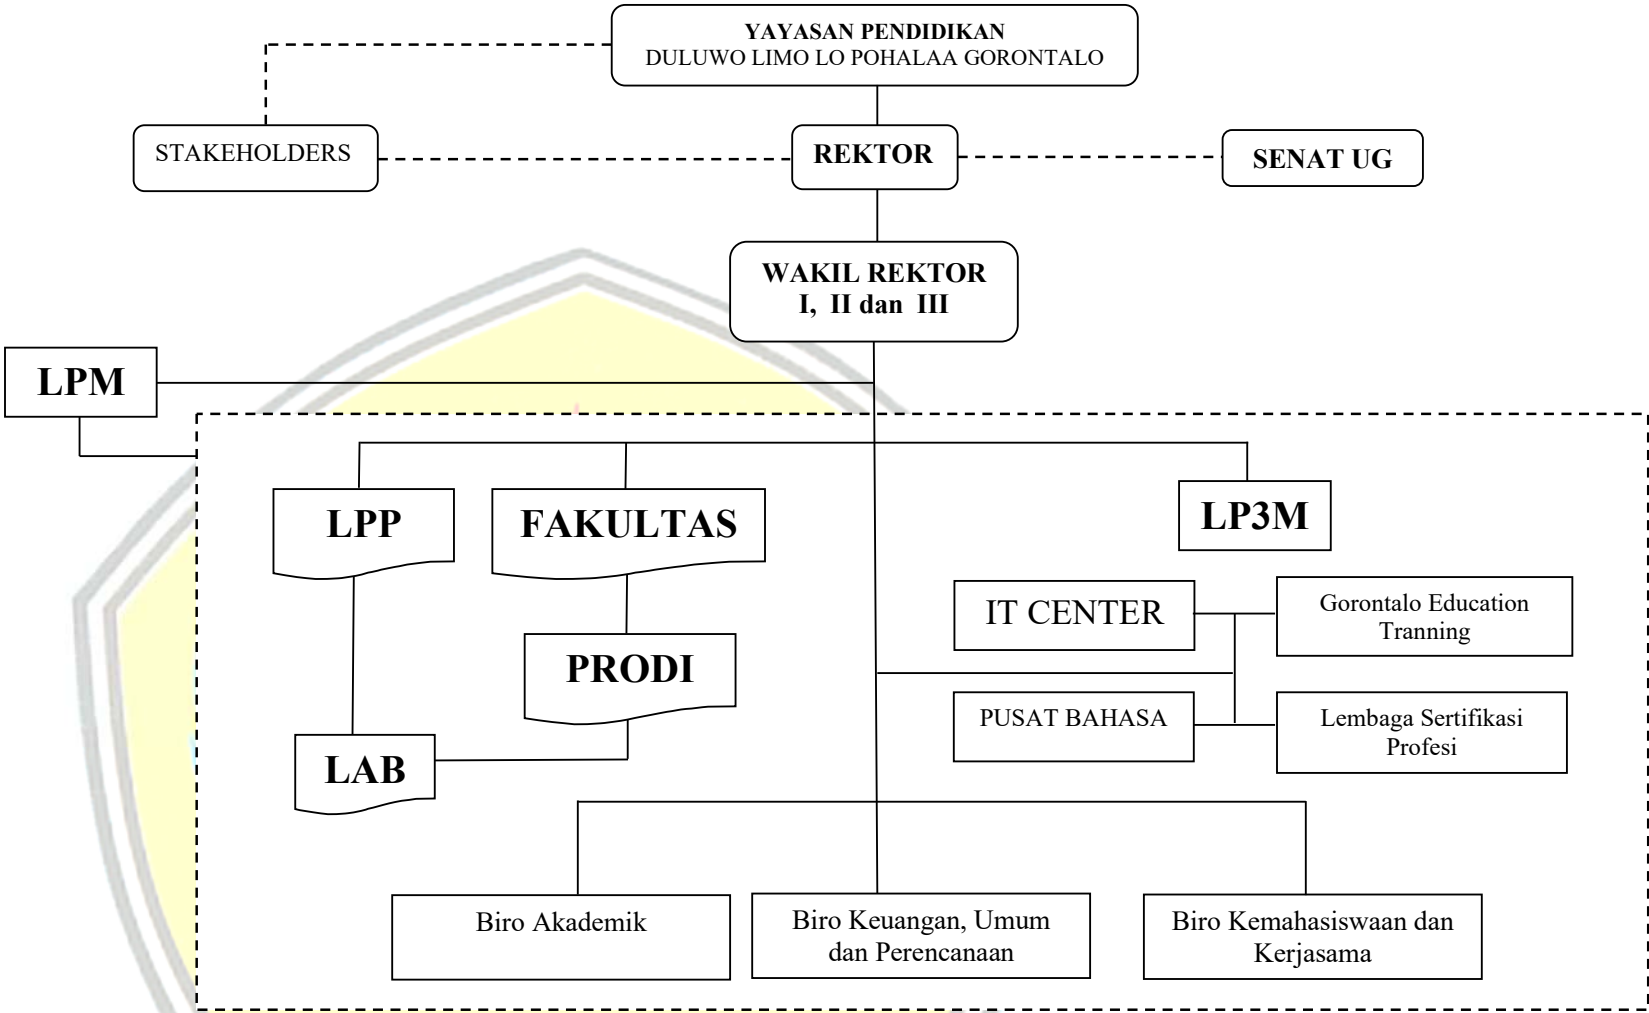 YAYASAN PENDIDIKAN
DULUWO LIMO LO POHALAA GORONTALO
STAKEHOLDERS
REKTOR
SENAT UG
WAKIL REKTOR
I, II dan III
LPM
LPP
FAKULTAS
LP3M
IT CENTER
Gorontalo Education
Tranning
PRODI
PUSAT BAHASA
Lembaga Sertifikasi
Profesi
LAB
Biro Akademik
Biro Keuangan, Umum
dan Perencanaan
Biro Kemahasiswaan dan
Kerjasama